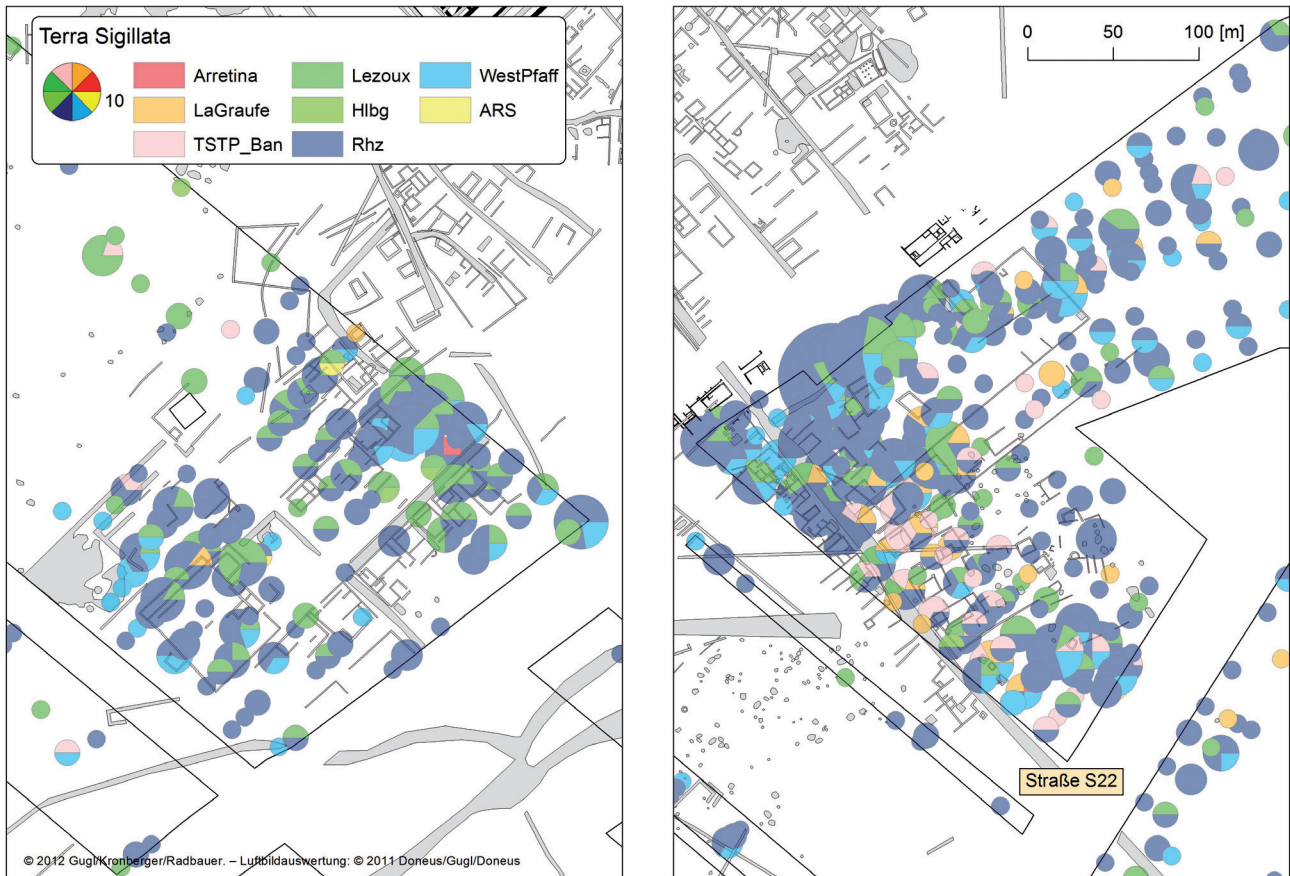 Terra Sigillata
10
Arretina
LaGraufe
TSTP_Ban
Lezoux
Hlbg
Rhz
WestPfaff
ARS
© 2012 Gugl/Kronberger/Radbauer. – Luftbildauswertung: © 2011 Doneus/Gugl/Doneus
0 50 100 [m]
Straße S22